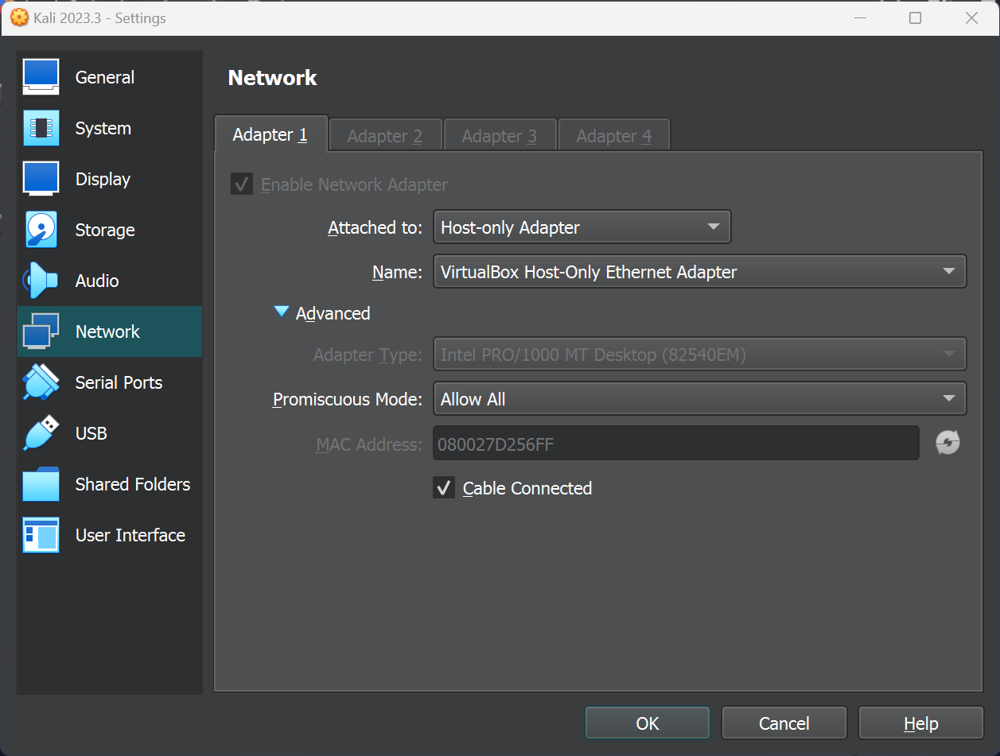 Kali 2023.3 - Settings
General
System
Display
Storage
Audio
Network
Serial Ports
USB
Shared Folders
User Interface
Network
Adapter 1 Adapter 2 Adapter 3 Adapter 4
Enable Network Adapter
Attached to: Host-only Adapter
Name: VirtualBox Host-Only Ethernet Adapter
Advanced
Adapter Type: Intel PRO/1000 MT Desktop (82540EM)
Promiscuous Mode: Allow All
MAC Address: 080027D256FF
Cable Connected
OK Cancel Help